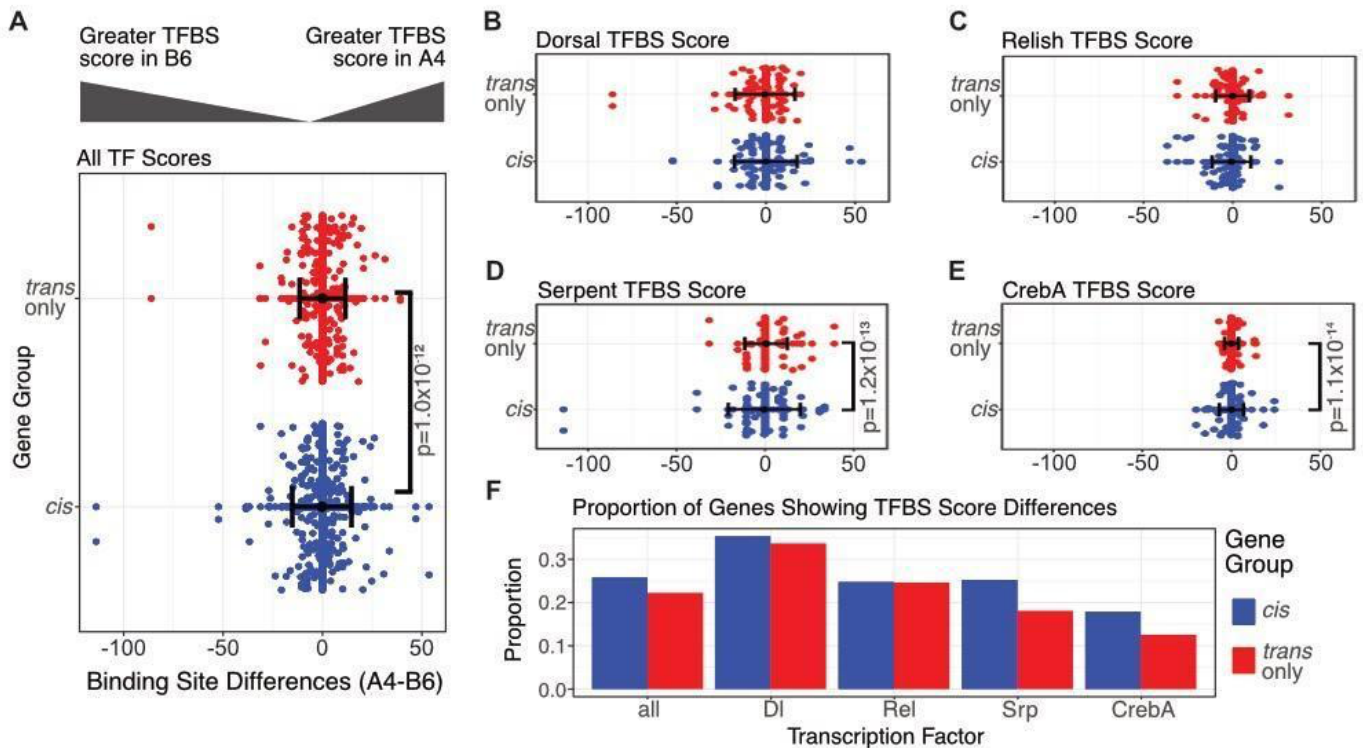 A
Greater TFBS
score in B6
Greater TFBS
score in A4
All TF Scores
Gene Group
trans
only
cis
p=1.0x10⁻¹²
-100
-50
0
50
Binding Site Differences (A4-B6)
B
Dorsal TFBS Score
trans
only
cis
-100
-50
0
50
C
Relish TFBS Score
trans
only
cis
-100
-50
0
50
D
Serpent TFBS Score
trans
only
cis
p=1.2x10⁻¹³
-100
-50
0
50
E
CrebA TFBS Score
trans
only
cis
p=1.1x10⁻¹⁴
-100
-50
0
50
F
Proportion of Genes Showing TFBS Score Differences
Proportion
0.3
0.2
0.1
0.0
all
Dl
Rel
Srp
CrebA
Transcription Factor
Gene
Group
cis
trans
only